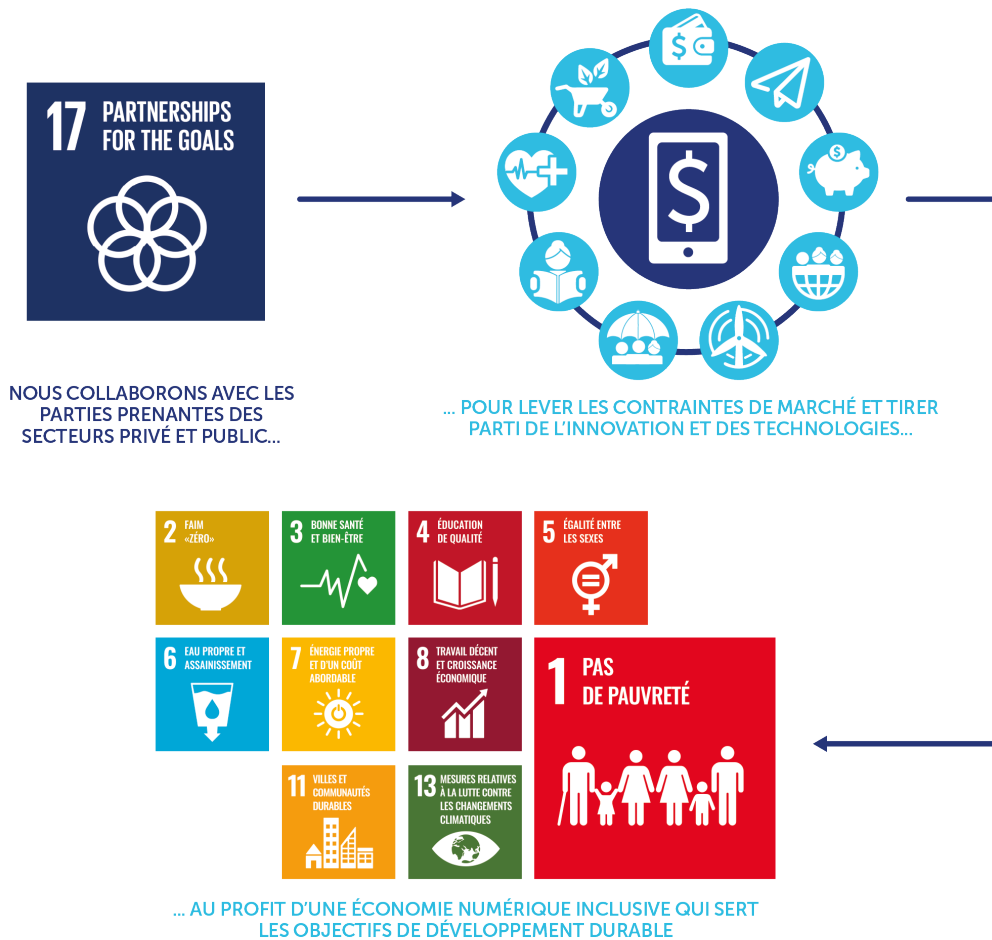 17 PARTNERSHIPS
FOR THE GOALS
$
$
$
NOUS COLLABORONS AVEC LES
PARTIES PRENANTES DES
SECTEURS PRIVÉ ET PUBLIC...
... POUR LEVER LES CONTRAINTES DE MARCHÉ ET TIRER
PARTI DE L'INNOVATION ET DES TECHNOLOGIES...
2 FAIM
«ZÉRO»
3 BONNE SANTÉ
ET BIEN-ÊTRE
4 ÉDUCATION
DE QUALITÉ
5 ÉGALITÉ ENTRE
LES SEXES
6 EAU PROPRE ET
ASSAINISSEMENT
7 ÉNERGIE PROPRE
ET D'UN COÛT
ABORDABLE
8 TRAVAIL DÉCENT
ET CROISSANCE
ÉCONOMIQUE
1 PAS
DE PAUVRETÉ
11 VILLES ET
COMMUNAUTÉS
DURABLES
13 MESURES RELATIVES
À LA LUTTE CONTRE
LES CHANGEMENTS
CLIMATIQUES
... AU PROFIT D'UNE ÉCONOMIE NUMÉRIQUE INCLUSIVE QUI SERT
LES OBJECTIFS DE DÉVELOPPEMENT DURABLE